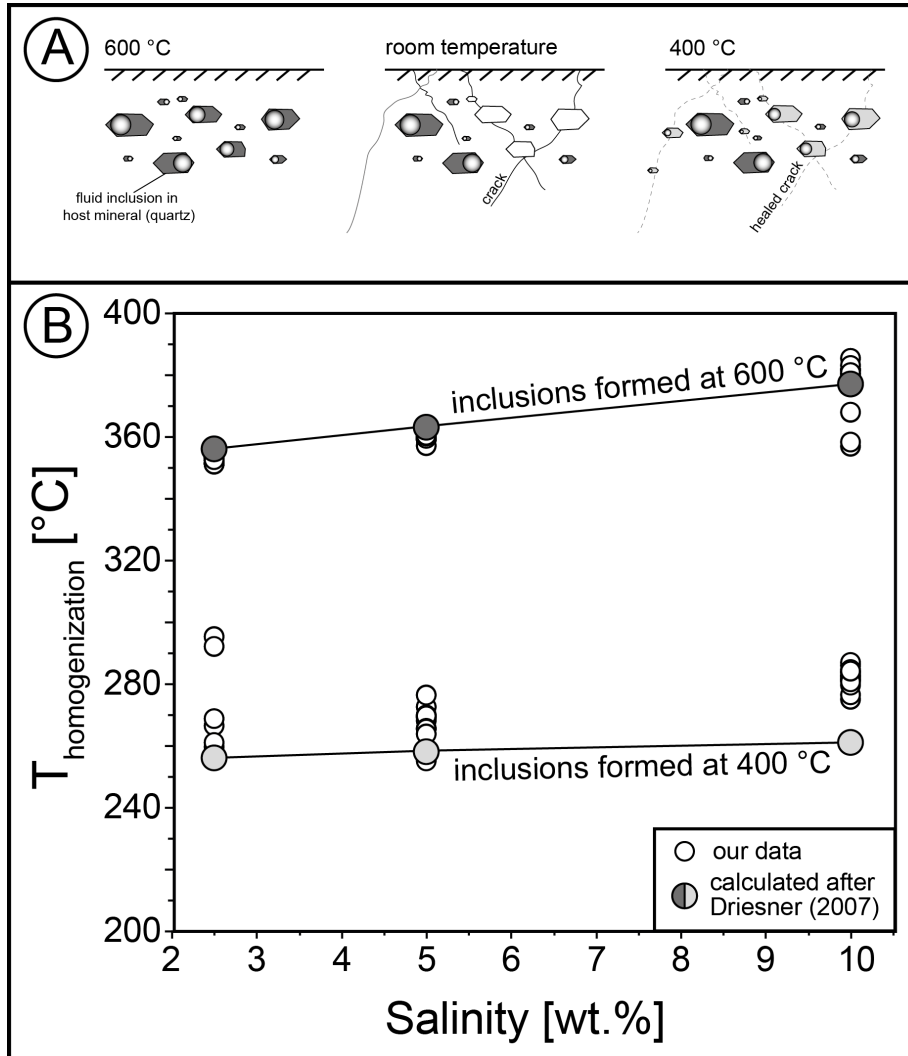 A
600 °C
room temperature
400 °C
fluid inclusion in
host mineral (quartz)
crack
healed crack
B
T homogenization [°C]
400
360
320
280
240
200
inclusions formed at 600 °C
inclusions formed at 400 °C
our data
calculated after
Driesner (2007)
2 3 4 5 6 7 8 9 10
Salinity [wt.%]